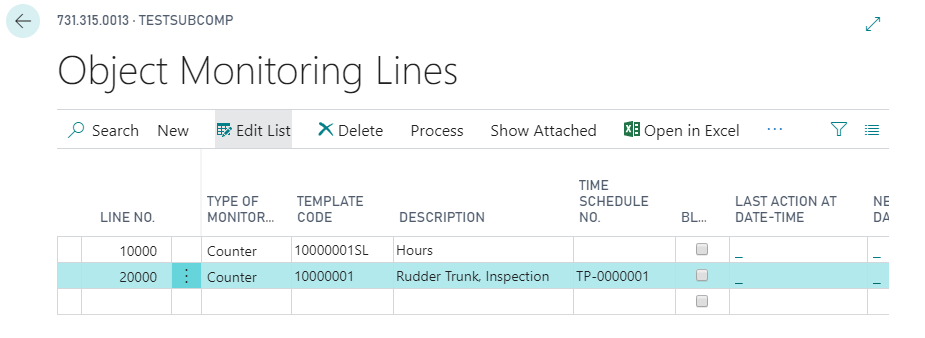 731.315.0013 · TESTSUBCOMP
Object Monitoring Lines
Search New Edit List Delete Process Show Attached Open in Excel ...
LINE NO. TYPE OF MONITOR... TEMPLATE CODE DESCRIPTION TIME SCHEDULE NO. BL... LAST ACTION AT DATE-TIME NE DA
10000 Counter 10000001SL Hours _ _
20000 Counter 10000001 Rudder Trunk, Inspection TP-0000001 _ _